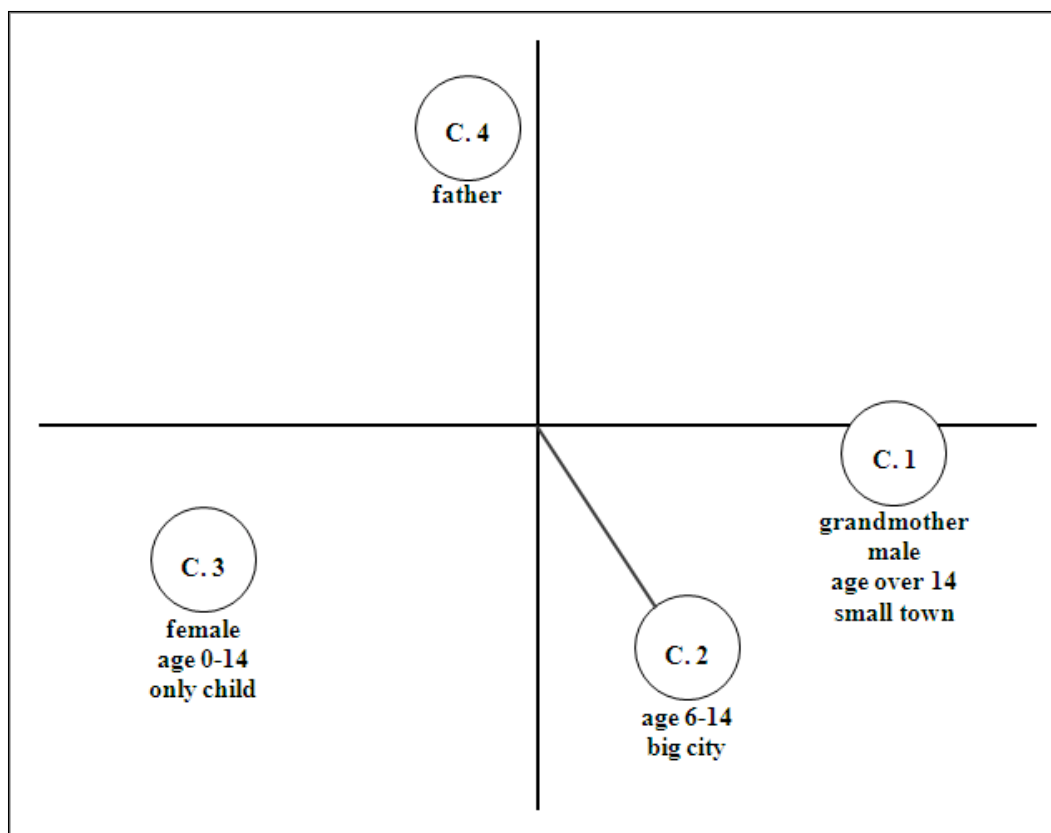 C. 4
father
C. 1
grandmother
male
age over 14
small town
C. 3
female
age 0-14
only child
C. 2
age 6-14
big city